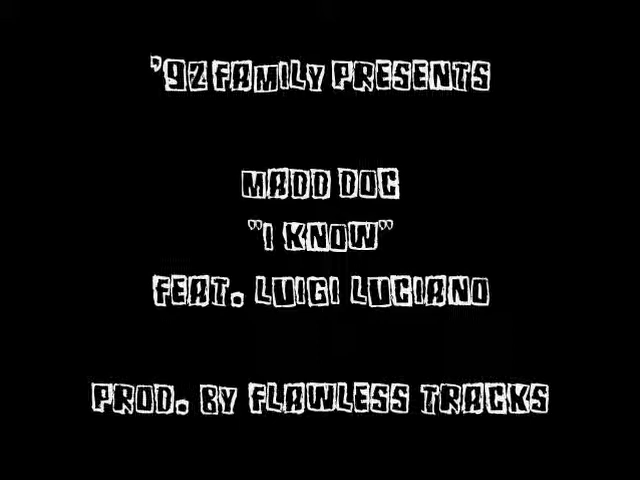 '92 FAMILY PRESENTS
MADD DOC
"I KNOW"
FEAT. LUIGI LUCIANO
PROD. BY FLAWLESS TRACKS